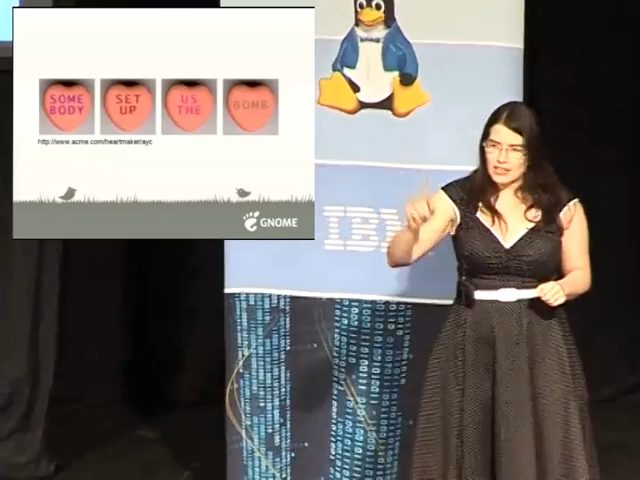 SOME
BODY
SET
UP
US
THE
BOMB
http://www.acme.com/heartmaker/ayc
GNOME
IBM